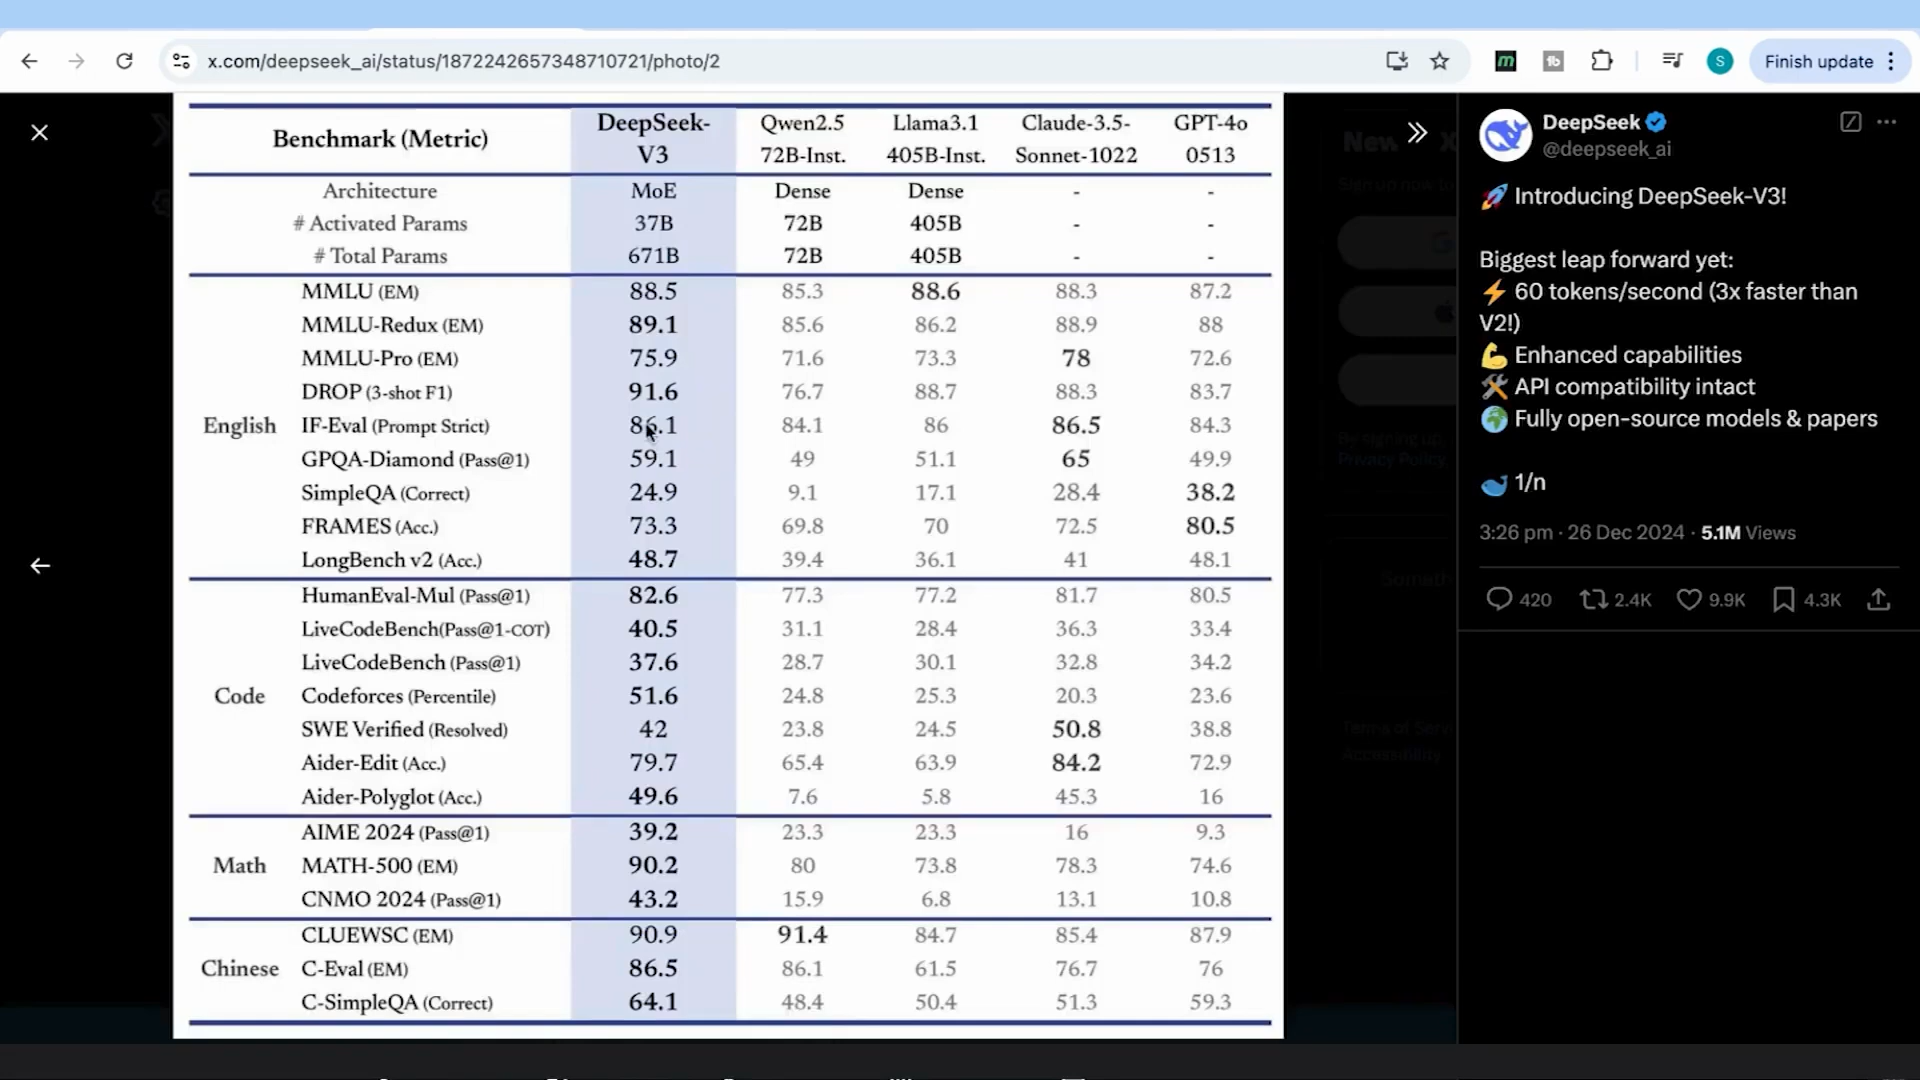 x.com/deepseek_ai/status/1872242657348710721/photo/2
Finish update
Benchmark (Metric) DeepSeek-V3 Qwen2.5 72B-Inst. Llama3.1 405B-Inst. Claude-3.5-Sonnet-1022 GPT-4o 0513
Architecture MoE Dense Dense - -
# Activated Params 37B 72B 405B - -
# Total Params 671B 72B 405B - -
English
MMLU (EM) 88.5 85.3 88.6 88.3 87.2
MMLU-Redux (EM) 89.1 85.6 86.2 88.9 88
MMLU-Pro (EM) 75.9 71.6 73.3 78 72.6
DROP (3-shot F1) 91.6 76.7 88.7 88.3 83.7
IF-Eval (Prompt Strict) 86.1 84.1 86 86.5 84.3
GPQA-Diamond (Pass@1) 59.1 49 51.1 65 49.9
SimpleQA (Correct) 24.9 9.1 17.1 28.4 38.2
FRAMES (Acc.) 73.3 69.8 70 72.5 80.5
LongBench v2 (Acc.) 48.7 39.4 36.1 41 48.1
Code
HumanEval-Mul (Pass@1) 82.6 77.3 77.2 81.7 80.5
LiveCodeBench(Pass@1-COT) 40.5 31.1 28.4 36.3 33.4
LiveCodeBench (Pass@1) 37.6 28.7 30.1 32.8 34.2
Codeforces (Percentile) 51.6 24.8 25.3 20.3 23.6
SWE Verified (Resolved) 42 23.8 24.5 50.8 38.8
Aider-Edit (Acc.) 79.7 65.4 63.9 84.2 72.9
Aider-Polyglot (Acc.) 49.6 7.6 5.8 45.3 16
Math
AIME 2024 (Pass@1) 39.2 23.3 23.3 16 9.3
MATH-500 (EM) 90.2 80 73.8 78.3 74.6
CNMO 2024 (Pass@1) 43.2 15.9 6.8 13.1 10.8
Chinese
CLUEWSC (EM) 90.9 91.4 84.7 85.4 87.9
C-Eval (EM) 86.5 86.1 61.5 76.7 76
C-SimpleQA (Correct) 64.1 48.4 50.4 51.3 59.3
DeepSeek
@deepseek_ai
🚀 Introducing DeepSeek-V3!
Biggest leap forward yet:
⚡ 60 tokens/second (3x faster than
V2!)
💪 Enhanced capabilities
🛠 API compatibility intact
🌍 Fully open-source models & papers
🐋 1/n
3:26 pm · 26 Dec 2024 · 5.1M Views
420 2.4K 9.9K 4.3K